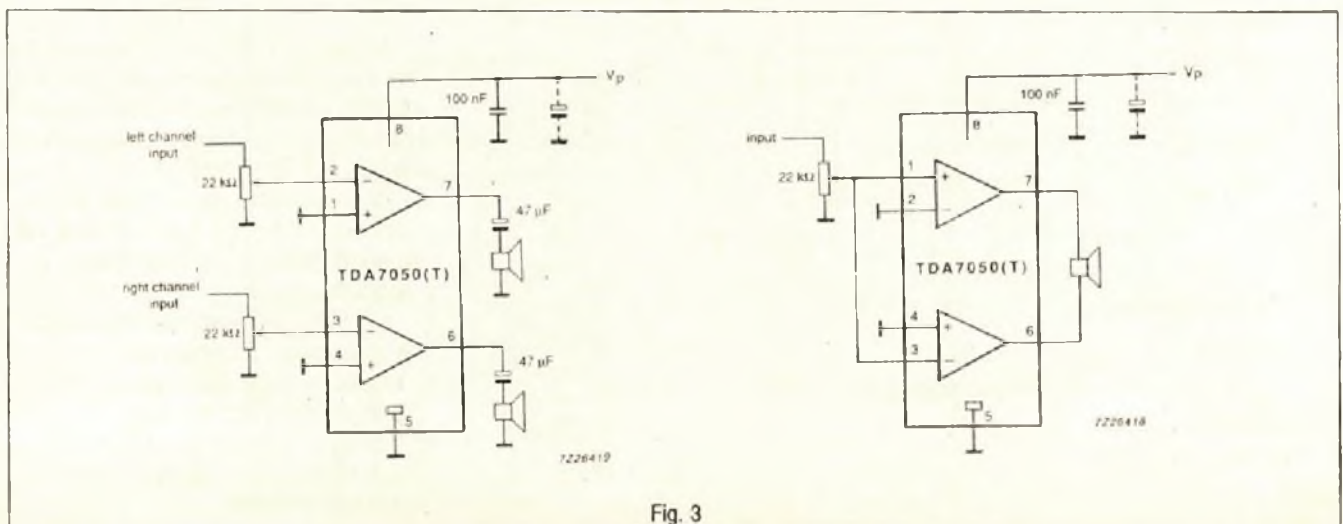 Vp
100 nF
8
left channel
input
22 kΩ
2
−
7
1
+
47 µF
TDA7050(T)
right channel
input
22 kΩ
3
−
6
4
+
47 µF
5
7Z26419
Vp
100 nF
8
input
22 kΩ
1
+
7
2
−
TDA7050(T)
4
+
6
3
−
5
7Z26418
Fig. 3